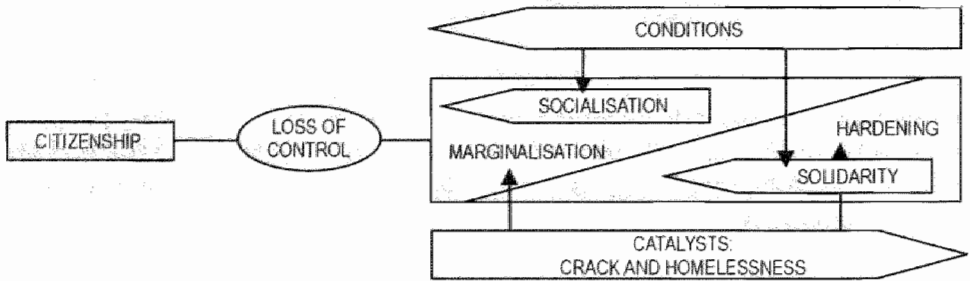 CONDITIONS
SOCIALISATION
LOSS OF
CONTROL
CITIZENSHIP
HARDENING
MARGINALISATION
SOLIDARITY
CATALYSTS:
CRACK AND HOMELESSNESS